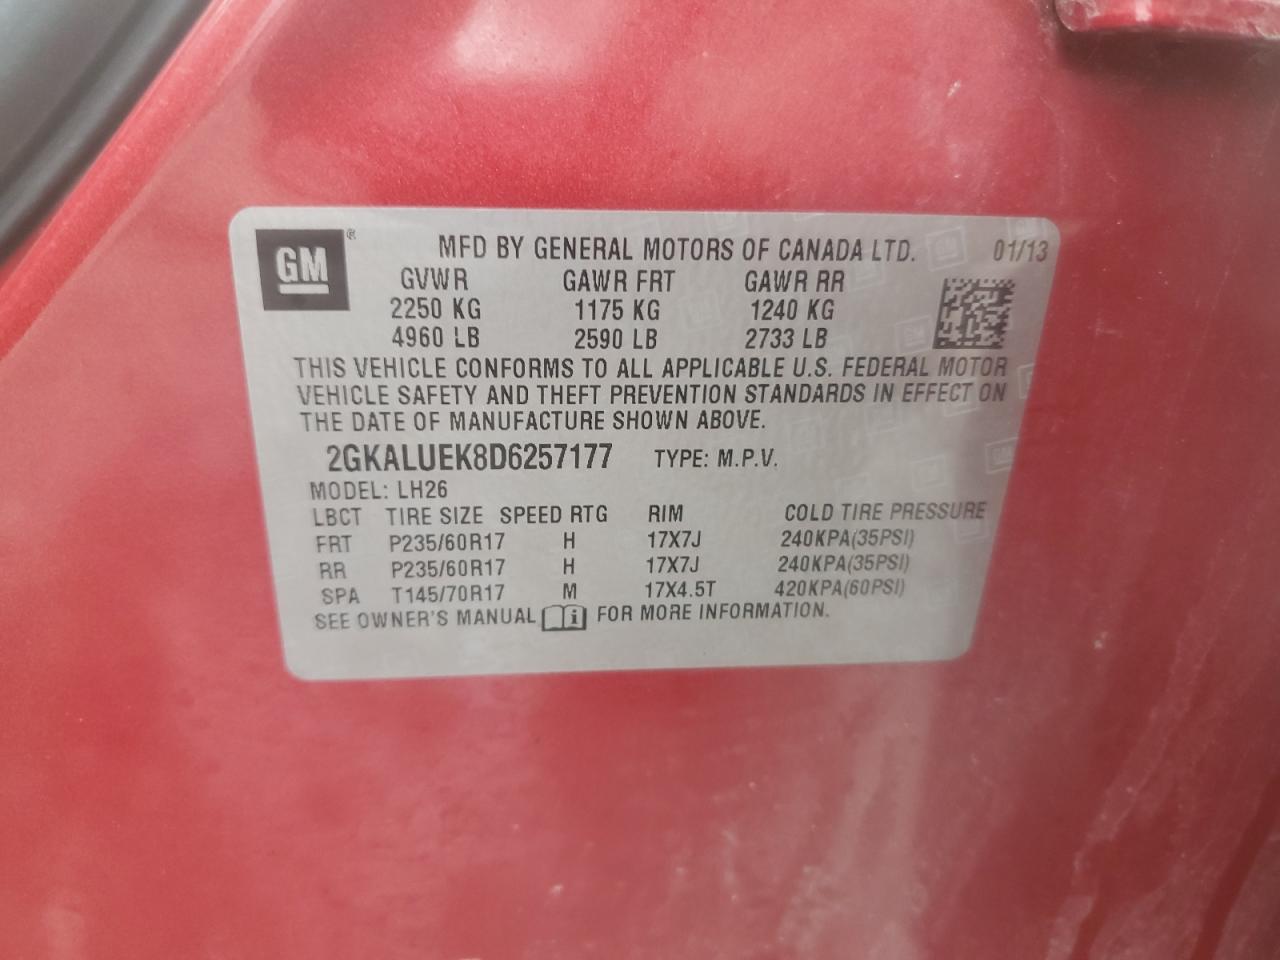 GM® MFD BY GENERAL MOTORS OF CANADA LTD. 01/13
GVWR GAWR FRT GAWR RR
2250 KG 1175 KG 1240 KG
4960 LB 2590 LB 2733 LB
THIS VEHICLE CONFORMS TO ALL APPLICABLE U.S. FEDERAL MOTOR
VEHICLE SAFETY AND THEFT PREVENTION STANDARDS IN EFFECT ON
THE DATE OF MANUFACTURE SHOWN ABOVE.
2GKALUEK8D6257177 TYPE: M.P.V.
MODEL: LH26
LBCT TIRE SIZE SPEED RTG RIM COLD TIRE PRESSURE
FRT P235/60R17 H 17X7J 240KPA(35PSI)
RR P235/60R17 H 17X7J 240KPA(35PSI)
SPA T145/70R17 M 17X4.5T 420KPA(60PSI)
SEE OWNER'S MANUAL i FOR MORE INFORMATION.